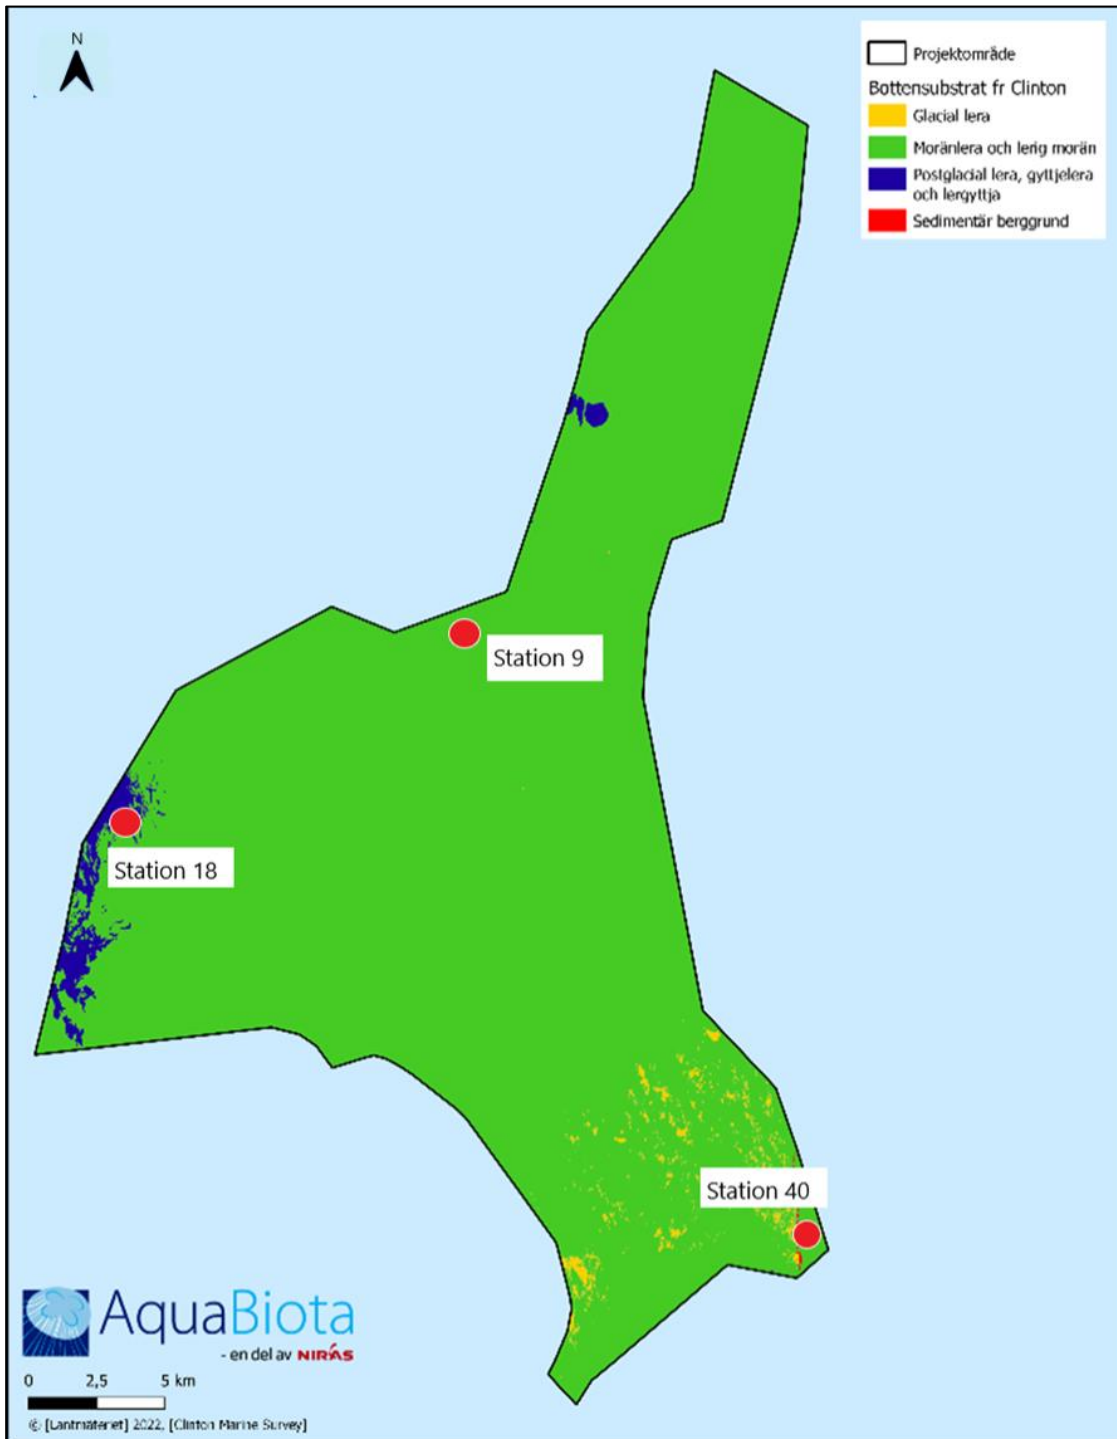 N
Projektområde
Bottensubstrat fr Clinton
Glacial lera
Moränlera och lerig morän
Postglacial lera, gyttjelera
och lergyttja
Sedimentär berggrund
Station 9
Station 18
Station 40
AquaBiota
- en del av NIRÁS
0 2,5 5 km
© [Lantmäteriet] 2022, [Clinton Marine Survey]